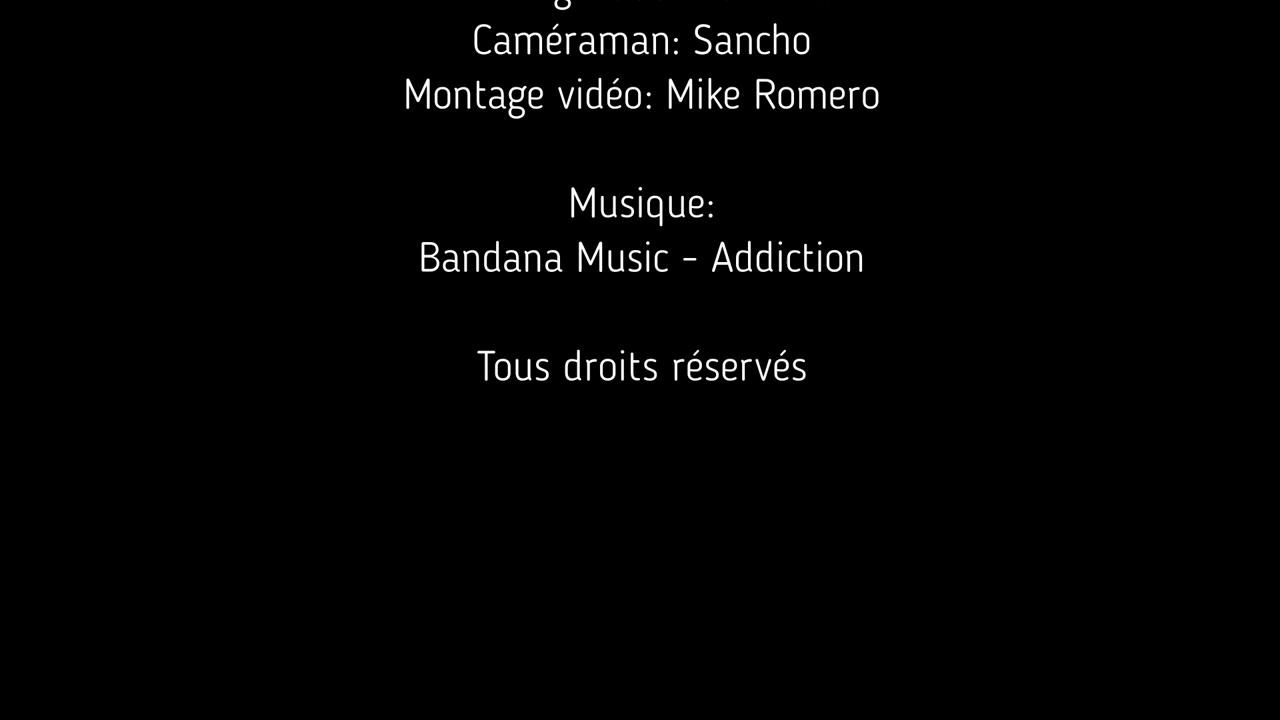 Caméraman: Sancho
Montage vidéo: Mike Romero
Musique:
Bandana Music - Addiction
Tous droits réservés